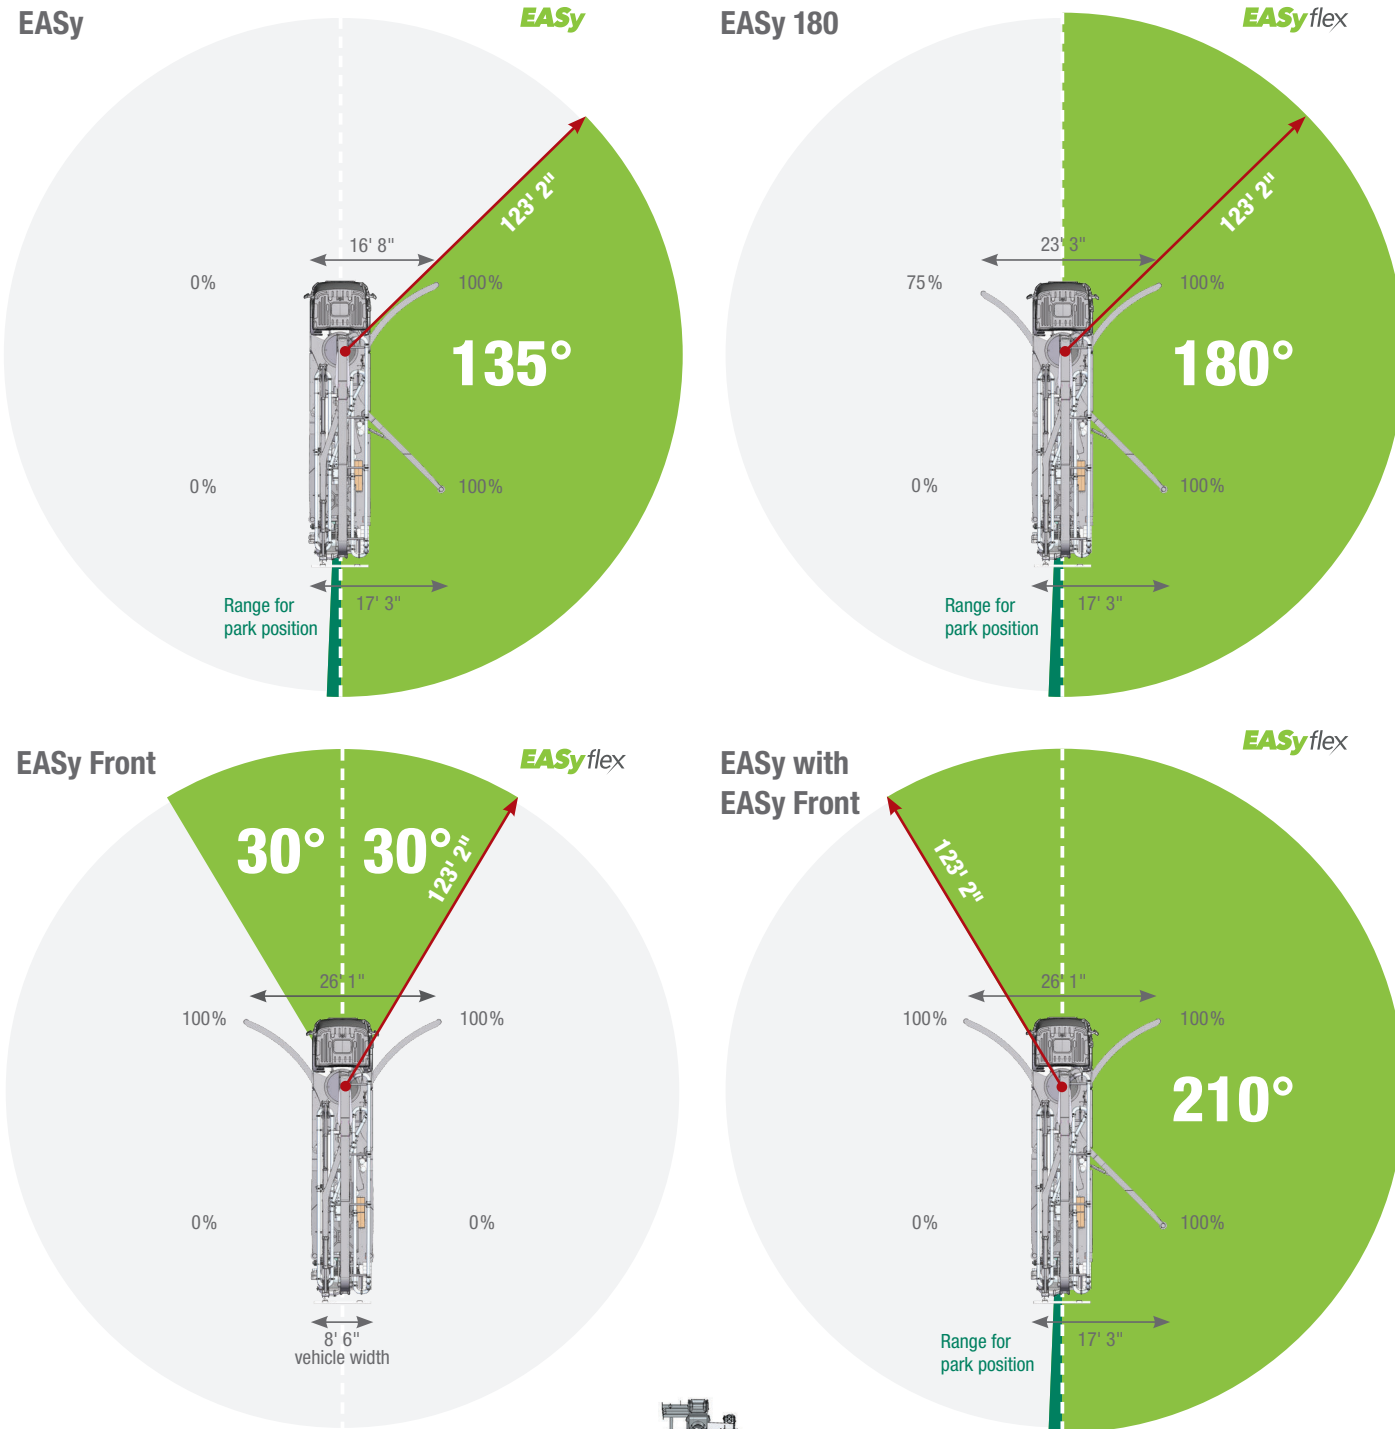 EASy
EASy
123' 2"
16' 8"
0%
100%
135°
0%
100%
17' 3"
Range for
park position
EASy 180
EASyflex
123' 2"
23' 3"
75%
100%
180°
0%
100%
17' 3"
Range for
park position
EASy Front
EASyflex
30°
30°
123' 2"
26' 1"
100%
100%
0%
0%
8' 6"
vehicle width
EASy with
EASy Front
EASyflex
123' 2"
26' 1"
100%
100%
210°
0%
100%
17' 3"
Range for
park position